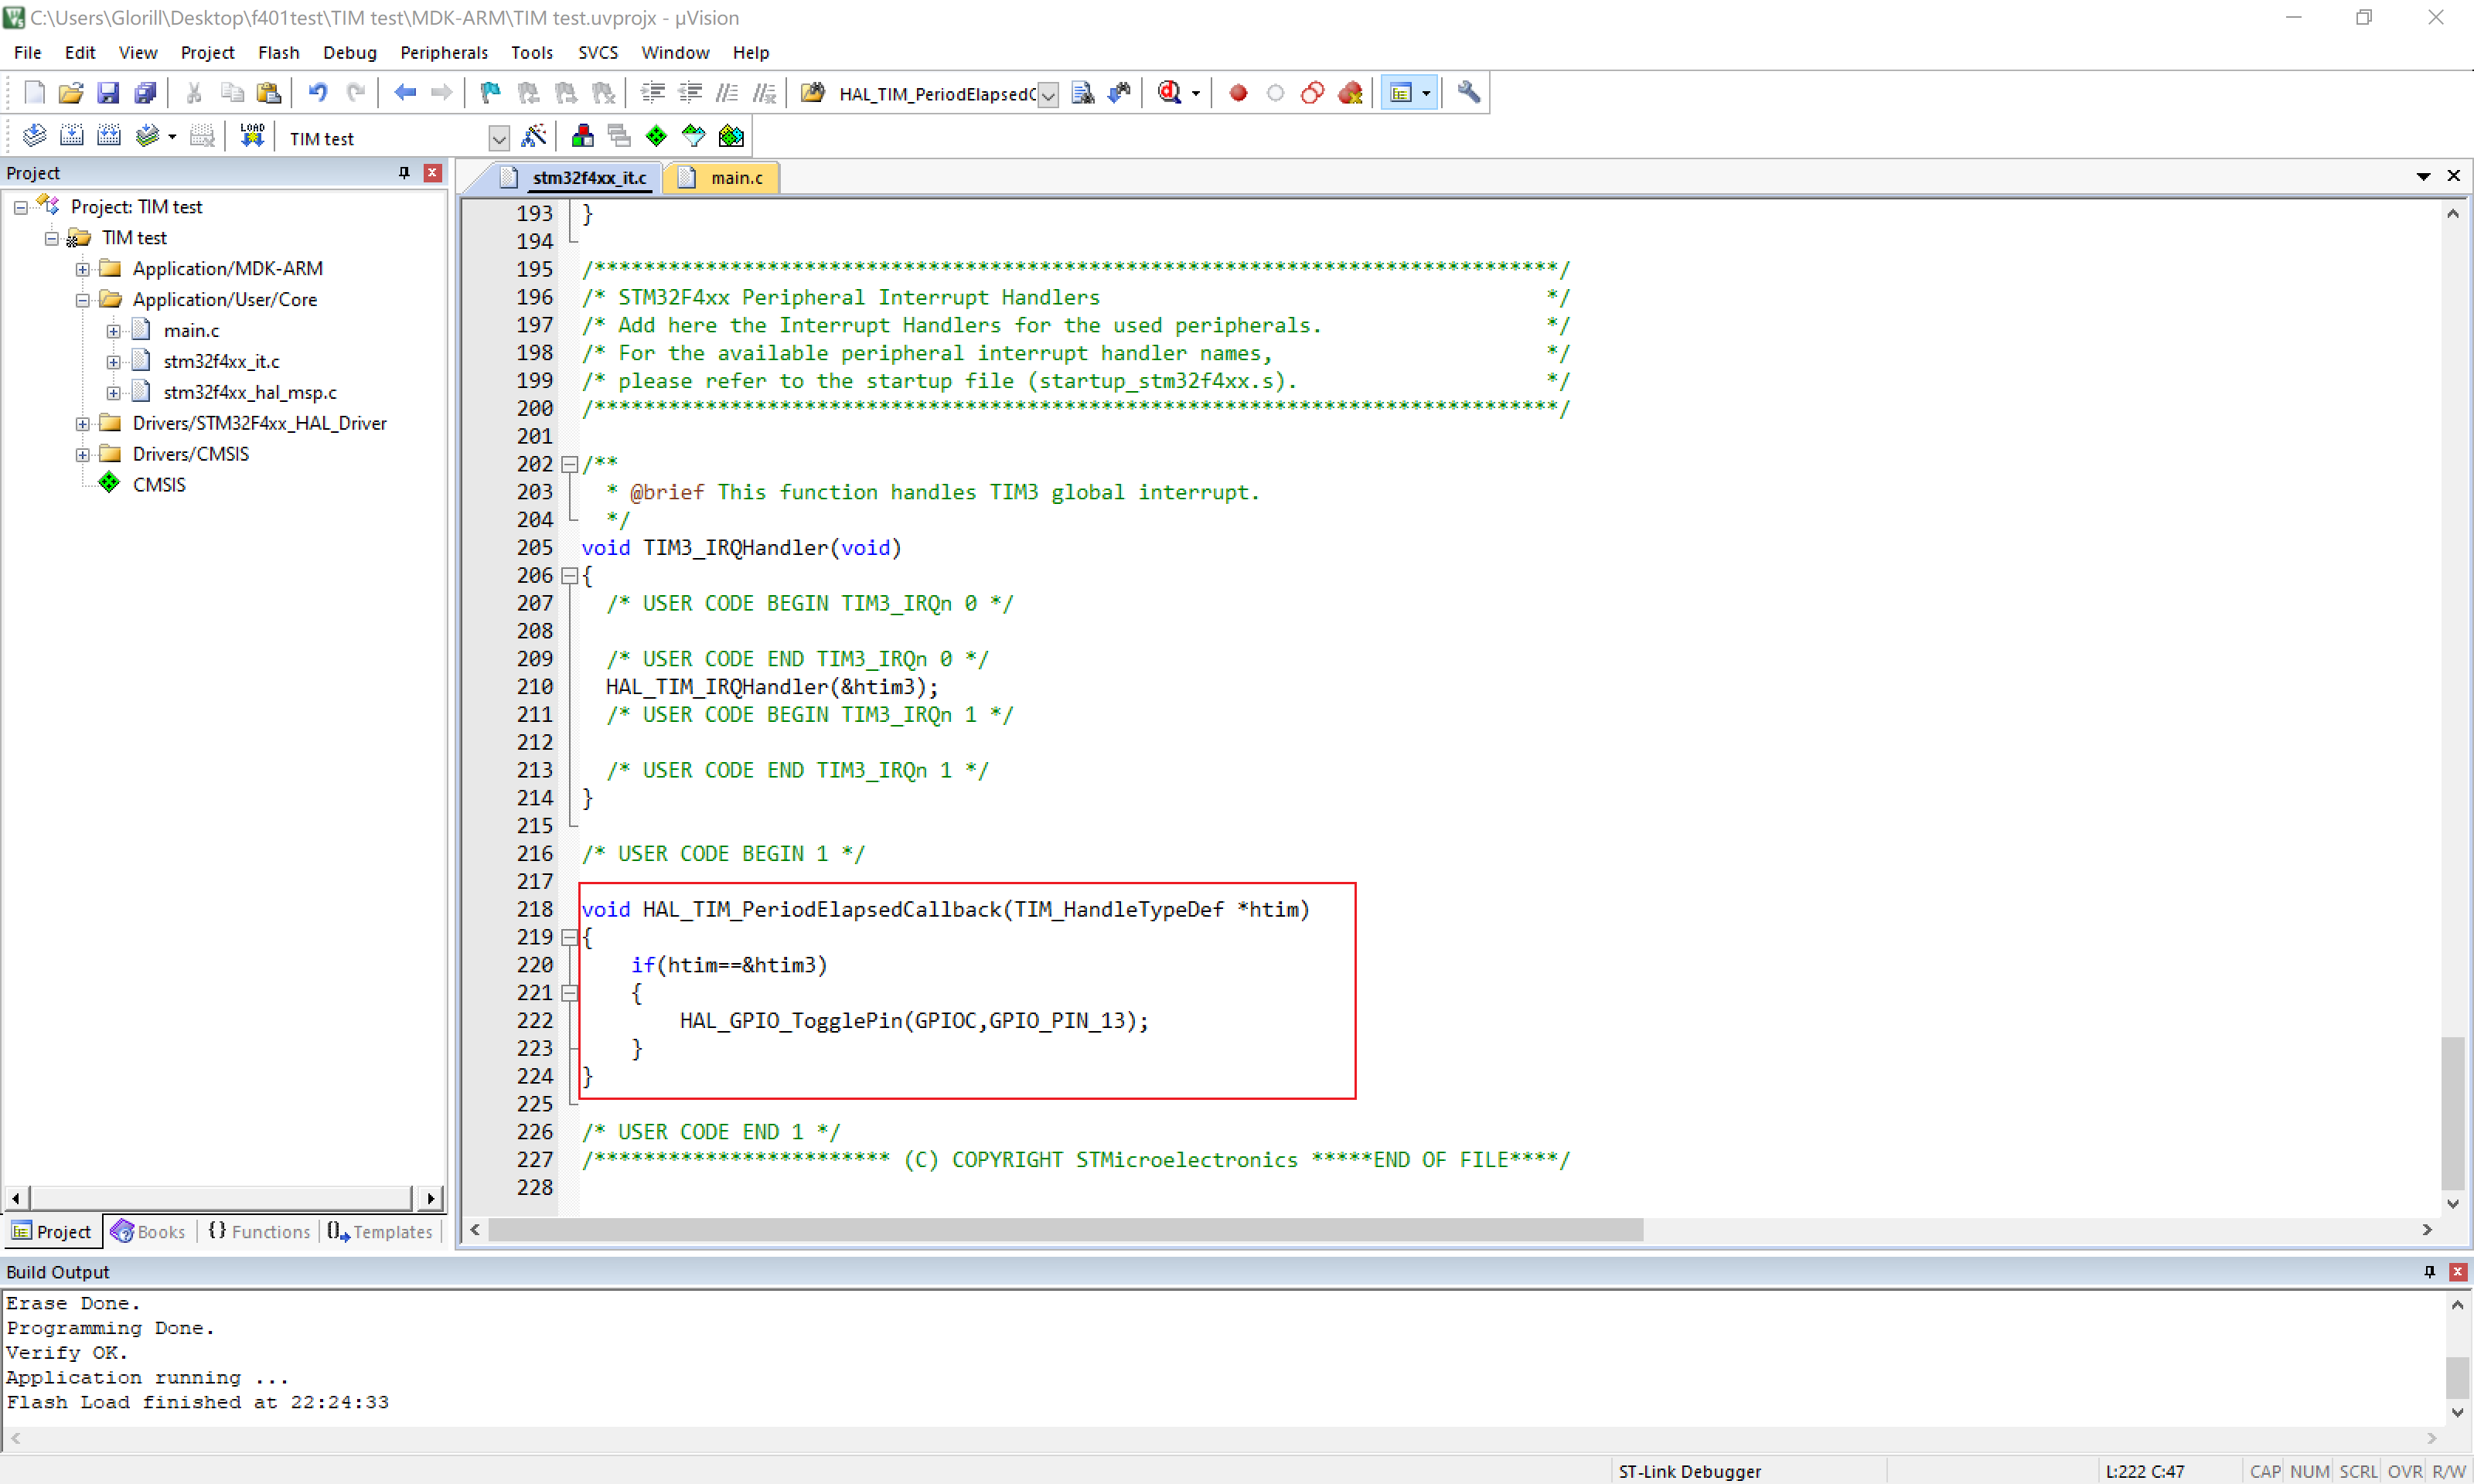 C:\Users\Glorill\Desktop\f401test\TIM test\MDK-ARM\TIM test.uvprojx - µVision
File Edit View Project Flash Debug Peripherals Tools SVCS Window Help
HAL_TIM_PeriodElapsedC
LOAD
TIM test
Project
Project: TIM test
TIM test
Application/MDK-ARM
Application/User/Core
main.c
stm32f4xx_it.c
stm32f4xx_hal_msp.c
Drivers/STM32F4xx_HAL_Driver
Drivers/CMSIS
CMSIS
Project Books {} Functions Templates
stm32f4xx_it.c main.c
193 }
194
195 /******************************************************************************/
196 /* STM32F4xx Peripheral Interrupt Handlers                                    */
197 /* Add here the Interrupt Handlers for the used peripherals.                  */
198 /* For the available peripheral interrupt handler names,                      */
199 /* please refer to the startup file (startup_stm32f4xx.s).                    */
200 /******************************************************************************/
201
202 /**
203   * @brief This function handles TIM3 global interrupt.
204   */
205 void TIM3_IRQHandler(void)
206 {
207   /* USER CODE BEGIN TIM3_IRQn 0 */
208
209   /* USER CODE END TIM3_IRQn 0 */
210   HAL_TIM_IRQHandler(&htim3);
211   /* USER CODE BEGIN TIM3_IRQn 1 */
212
213   /* USER CODE END TIM3_IRQn 1 */
214 }
215
216 /* USER CODE BEGIN 1 */
217
218 void HAL_TIM_PeriodElapsedCallback(TIM_HandleTypeDef *htim)
219 {
220     if(htim==&htim3)
221     {
222         HAL_GPIO_TogglePin(GPIOC,GPIO_PIN_13);
223     }
224 }
225
226 /* USER CODE END 1 */
227 /************************ (C) COPYRIGHT STMicroelectronics *****END OF FILE****/
228
Build Output
Erase Done.
Programming Done.
Verify OK.
Application running ...
Flash Load finished at 22:24:33
ST-Link Debugger L:222 C:47 CAP NUM SCRL OVR R/W